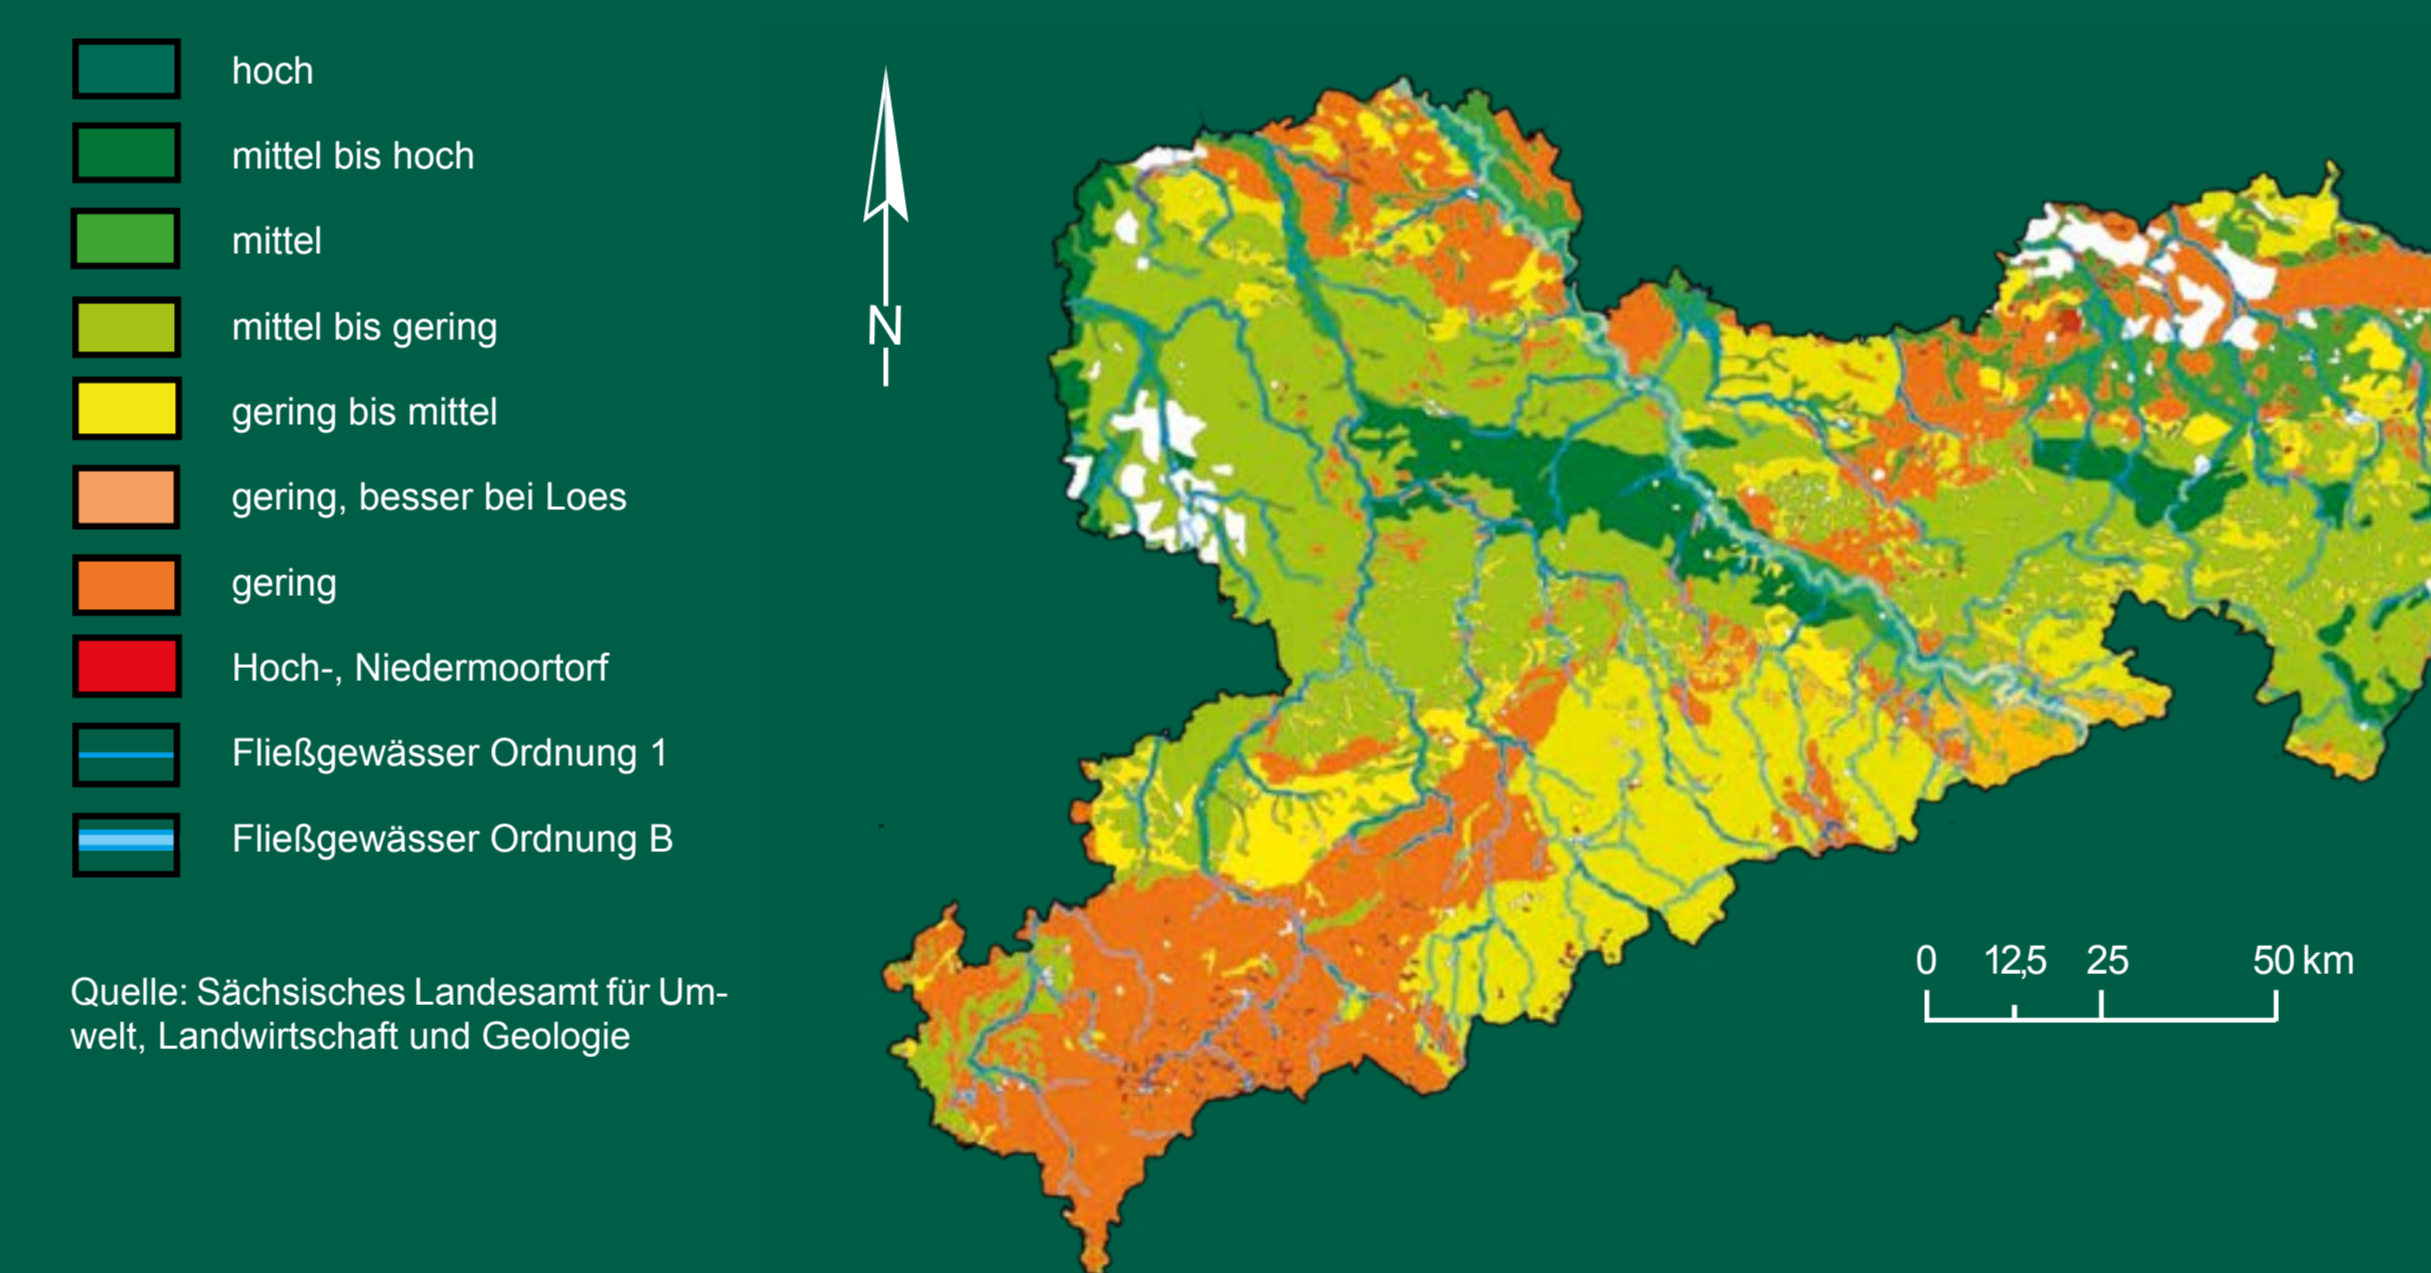 hoch
mittel bis hoch
mittel
mittel bis gering
gering bis mittel
gering, besser bei Loes
gering
Hoch-, Niedermoortorf
Fließgewässer Ordnung 1
Fließgewässer Ordnung B
Quelle: Sächsisches Landesamt für Um-
welt, Landwirtschaft und Geologie
N
0 12,5 25 50 km